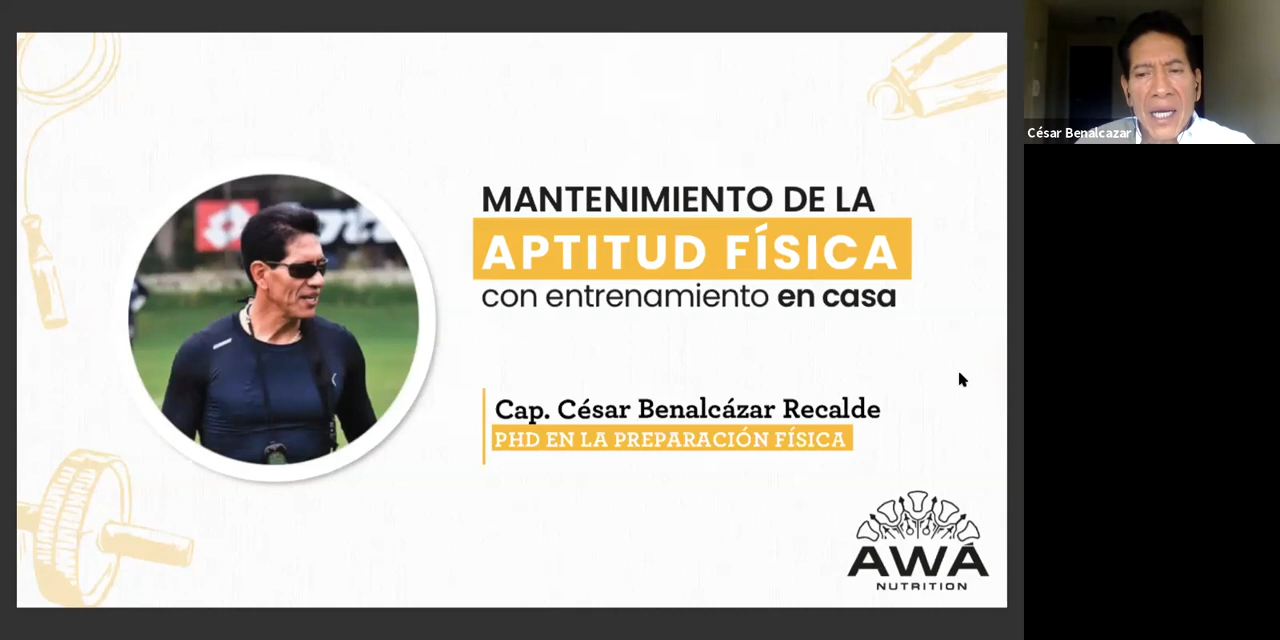 MANTENIMIENTO DE LA
APTITUD FÍSICA
con entrenamiento en casa
Cap. César Benalcázar Recalde
PHD EN LA PREPARACIÓN FÍSICA
AWÁ
NUTRITION
César Benalcazar